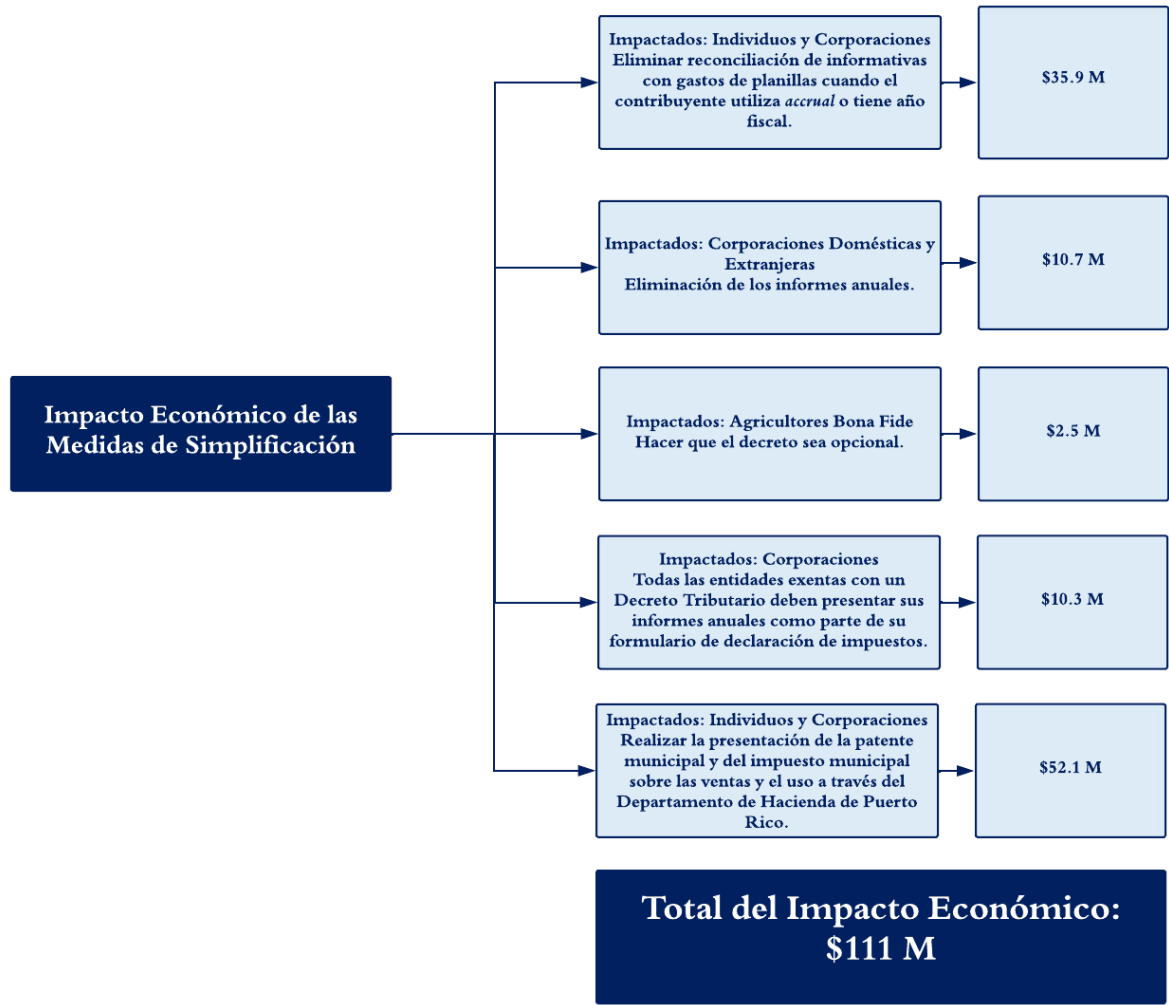 Impacto Económico de las
Medidas de Simplificación
Impactados: Individuos y Corporaciones
Eliminar reconciliación de informativas
con gastos de planillas cuando el
contribuyente utiliza accrual o tiene año
fiscal.
$35.9 M
Impactados: Corporaciones Domésticas y
Extranjeras
Eliminación de los informes anuales.
$10.7 M
Impactados: Agricultores Bona Fide
Hacer que el decreto sea opcional.
$2.5 M
Impactados: Corporaciones
Todas las entidades exentas con un
Decreto Tributario deben presentar sus
informes anuales como parte de su
formulario de declaración de impuestos.
$10.3 M
Impactados: Individuos y Corporaciones
Realizar la presentación de la patente
municipal y del impuesto municipal
sobre las ventas y el uso a través del
Departamento de Hacienda de Puerto
Rico.
$52.1 M
Total del Impacto Económico:
$111 M